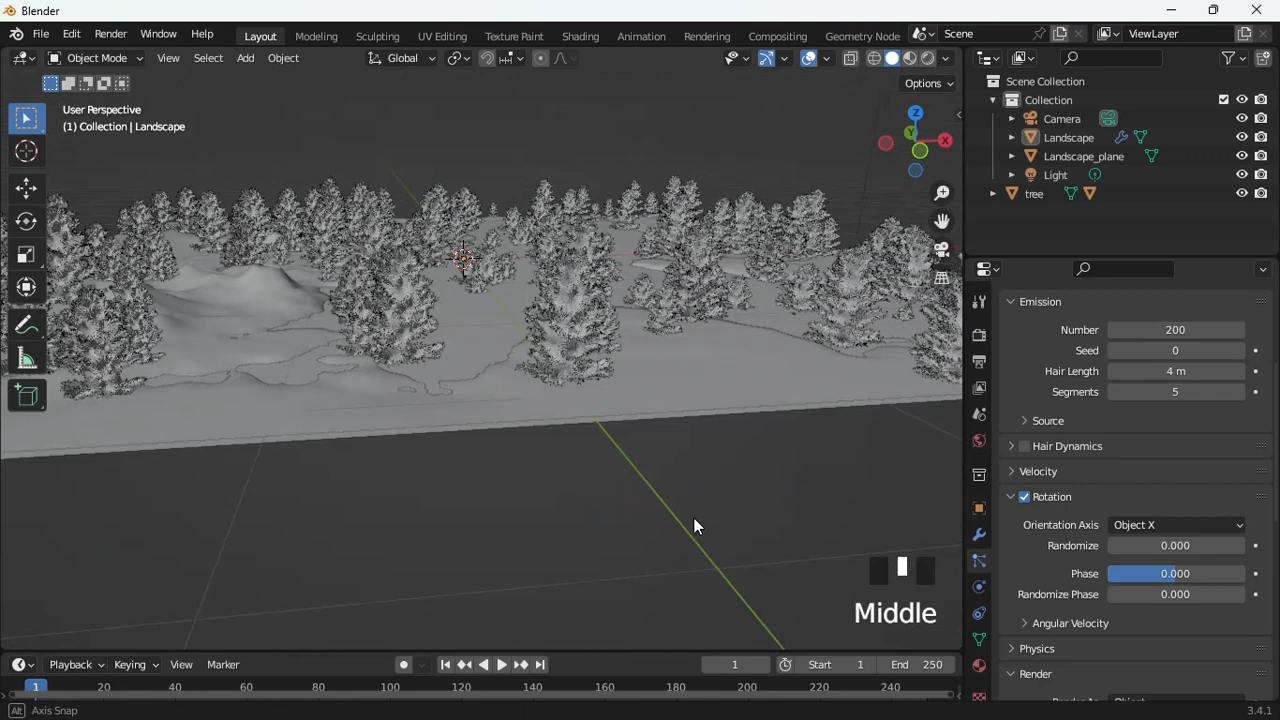 Blender
File Edit Render Window Help Layout Modeling Sculpting UV Editing Texture Paint Shading Animation Rendering Compositing Geometry Node Scene ViewLayer
Object Mode View Select Add Object Global
Options
User Perspective
(1) Collection | Landscape
Z
Y
X
Scene Collection
Collection
Camera
Landscape
Landscape_plane
Light
tree
Emission
Number 200
Seed 0
Hair Length 4 m
Segments 5
Source
Hair Dynamics
Velocity
Rotation
Orientation Axis Object X
Randomize 0.000
Phase 0.000
Randomize Phase 0.000
Angular Velocity
Physics
Render
Middle
Playback Keying View Marker 1 Start 1 End 250
1 20 40 60 80 100 120 140 160 180 200 220 240
Alt Axis Snap 3.4.1